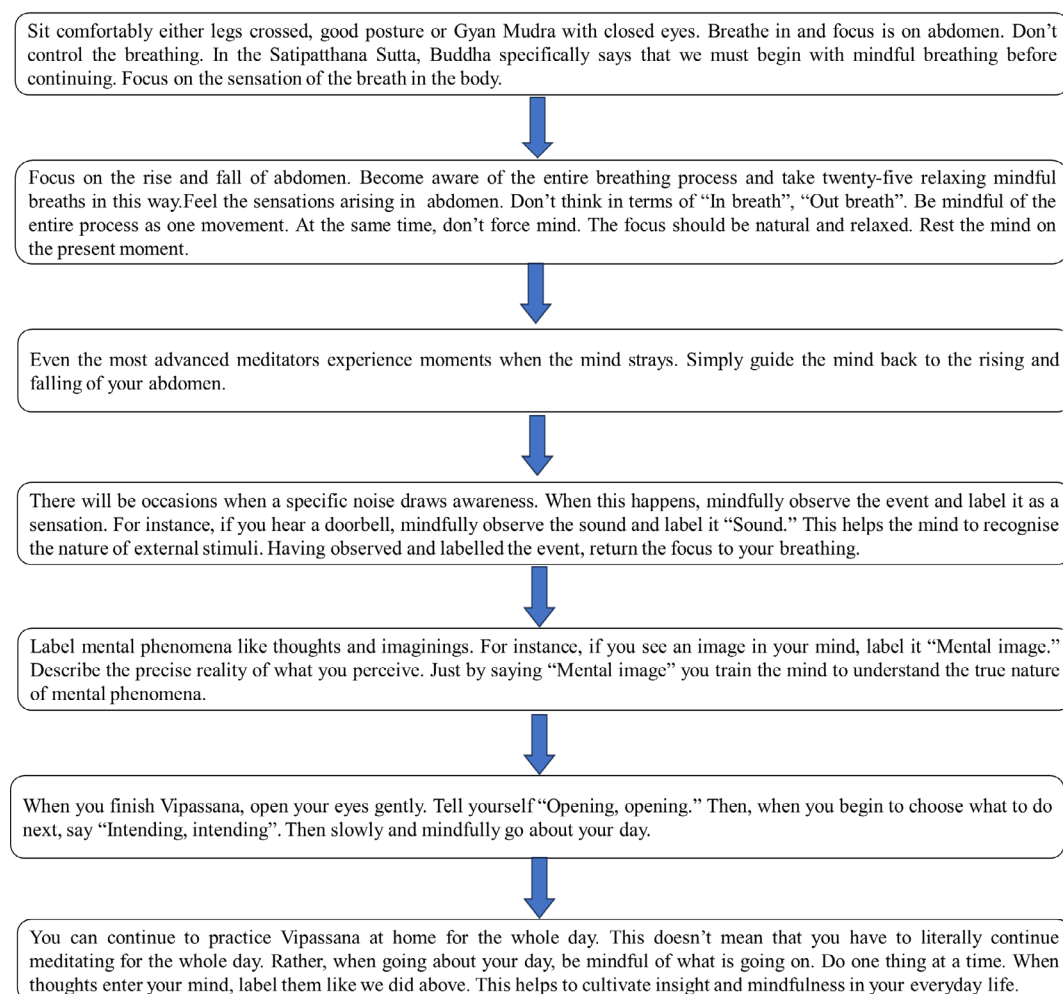 Sit comfortably either legs crossed, good posture or Gyan Mudra with closed eyes. Breathe in and focus is on abdomen. Don't
control the breathing. In the Satipatthana Sutta, Buddha specifically says that we must begin with mindful breathing before
continuing. Focus on the sensation of the breath in the body.
Focus on the rise and fall of abdomen. Become aware of the entire breathing process and take twenty-five relaxing mindful
breaths in this way.Feel the sensations arising in abdomen. Don't think in terms of “In breath”, “Out breath”. Be mindful of the
entire process as one movement. At the same time, don't force mind. The focus should be natural and relaxed. Rest the mind on
the present moment.
Even the most advanced meditators experience moments when the mind strays. Simply guide the mind back to the rising and
falling of your abdomen.
There will be occasions when a specific noise draws awareness. When this happens, mindfully observe the event and label it as a
sensation. For instance, if you hear a doorbell, mindfully observe the sound and label it “Sound.” This helps the mind to recognise
the nature of external stimuli. Having observed and labelled the event, return the focus to your breathing.
Label mental phenomena like thoughts and imaginings. For instance, if you see an image in your mind, label it “Mental image.”
Describe the precise reality of what you perceive. Just by saying “Mental image” you train the mind to understand the true nature
of mental phenomena.
When you finish Vipassana, open your eyes gently. Tell yourself “Opening, opening.” Then, when you begin to choose what to do
next, say “Intending, intending”. Then slowly and mindfully go about your day.
You can continue to practice Vipassana at home for the whole day. This doesn't mean that you have to literally continue
meditating for the whole day. Rather, when going about your day, be mindful of what is going on. Do one thing at a time. When
thoughts enter your mind, label them like we did above. This helps to cultivate insight and mindfulness in your everyday life.